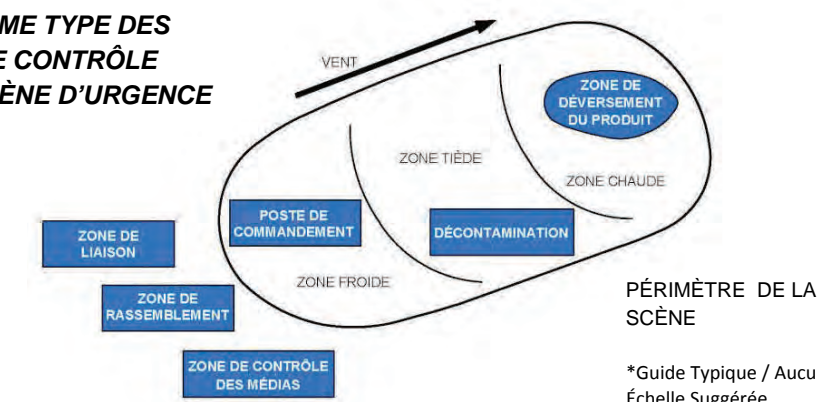 ME TYPE DES
E CONTRÔLE
ÈNE D'URGENCE
VENT
ZONE DE
DÉVERSEMENT
DU PRODUIT
ZONE TIÈDE
ZONE CHAUDE
POSTE DE
COMMANDEMENT
DÉCONTAMINATION
ZONE DE
LIAISON
ZONE FROIDE
ZONE DE
RASSEMBLEMENT
PÉRIMÈTRE DE LA
SCÈNE
ZONE DE CONTRÔLE
DES MÉDIAS
*Guide Typique / Aucu
Échelle Suggérée